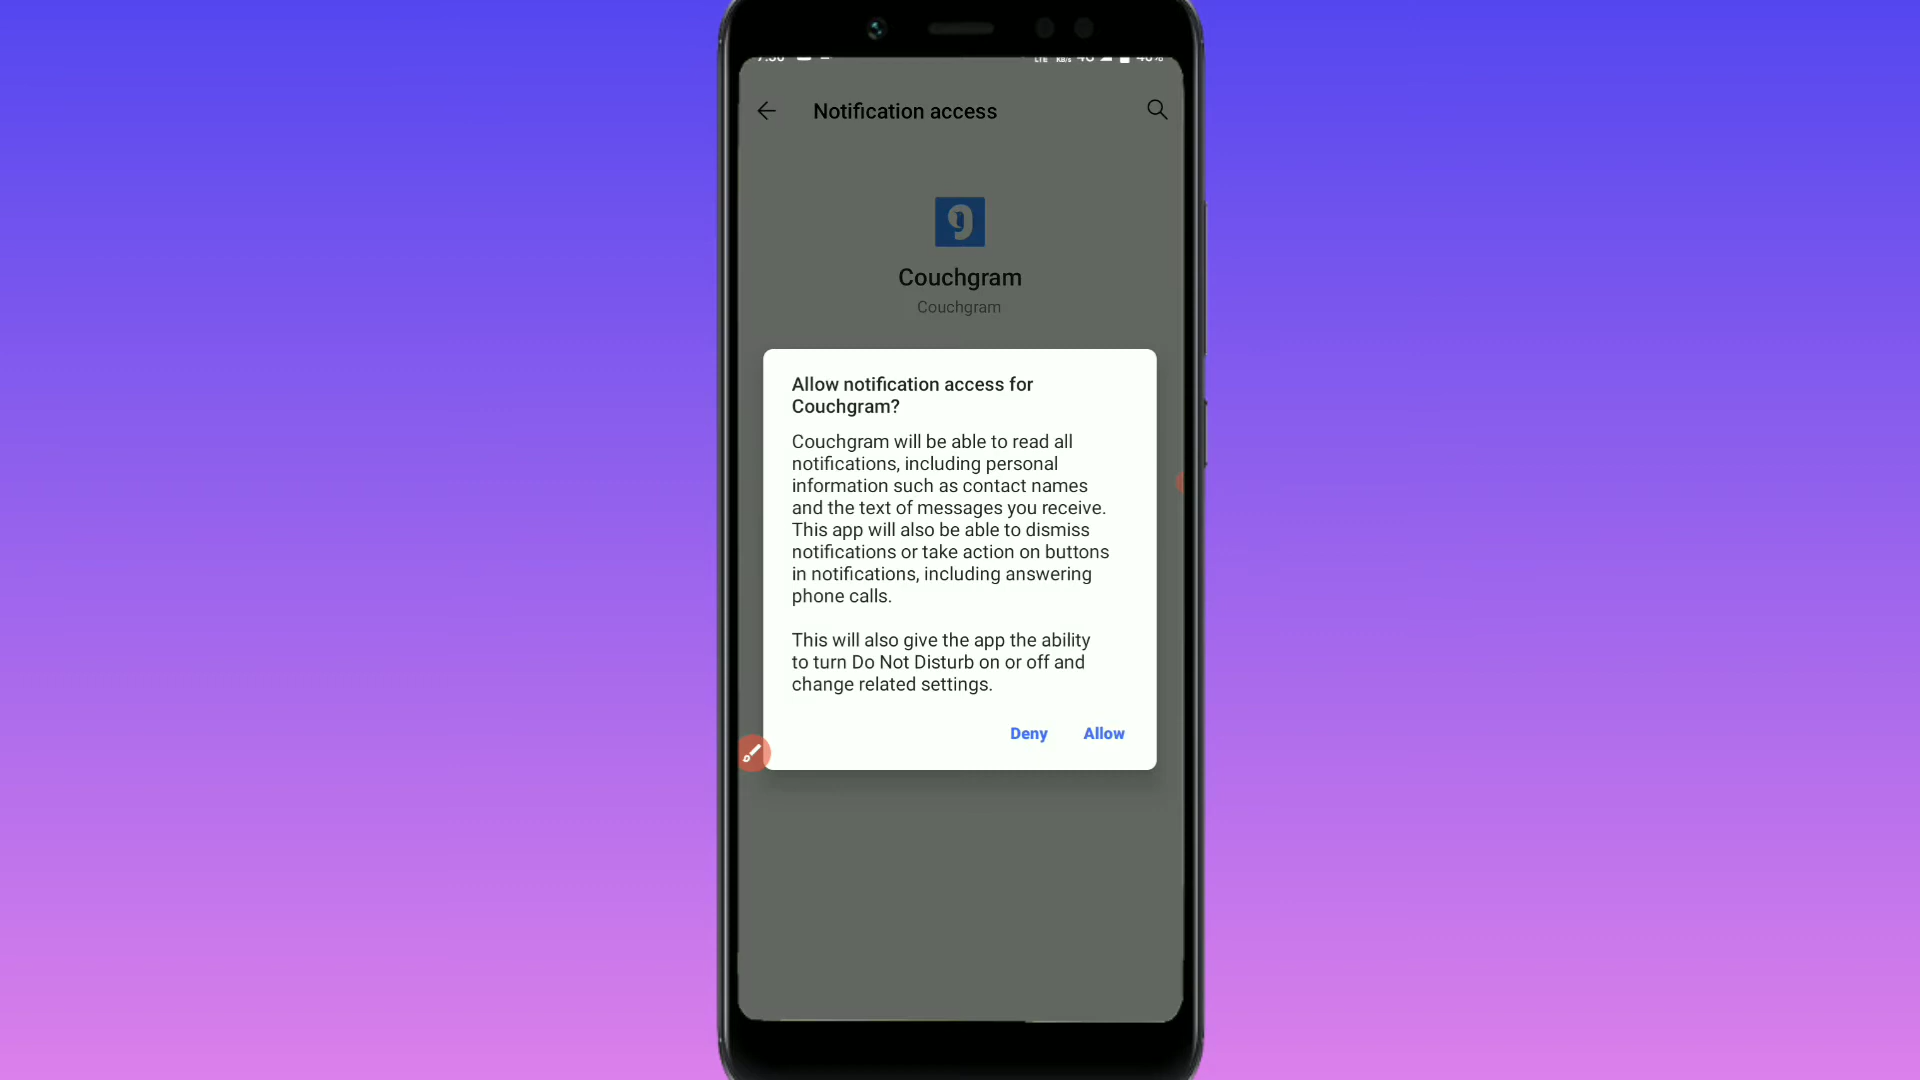 Notification access
Couchgram
Couchgram
Allow notification access for
Couchgram?
Couchgram will be able to read all
notifications, including personal
information such as contact names
and the text of messages you receive.
This app will also be able to dismiss
notifications or take action on buttons
in notifications, including answering
phone calls.
This will also give the app the ability
to turn Do Not Disturb on or off and
change related settings.
Deny Allow